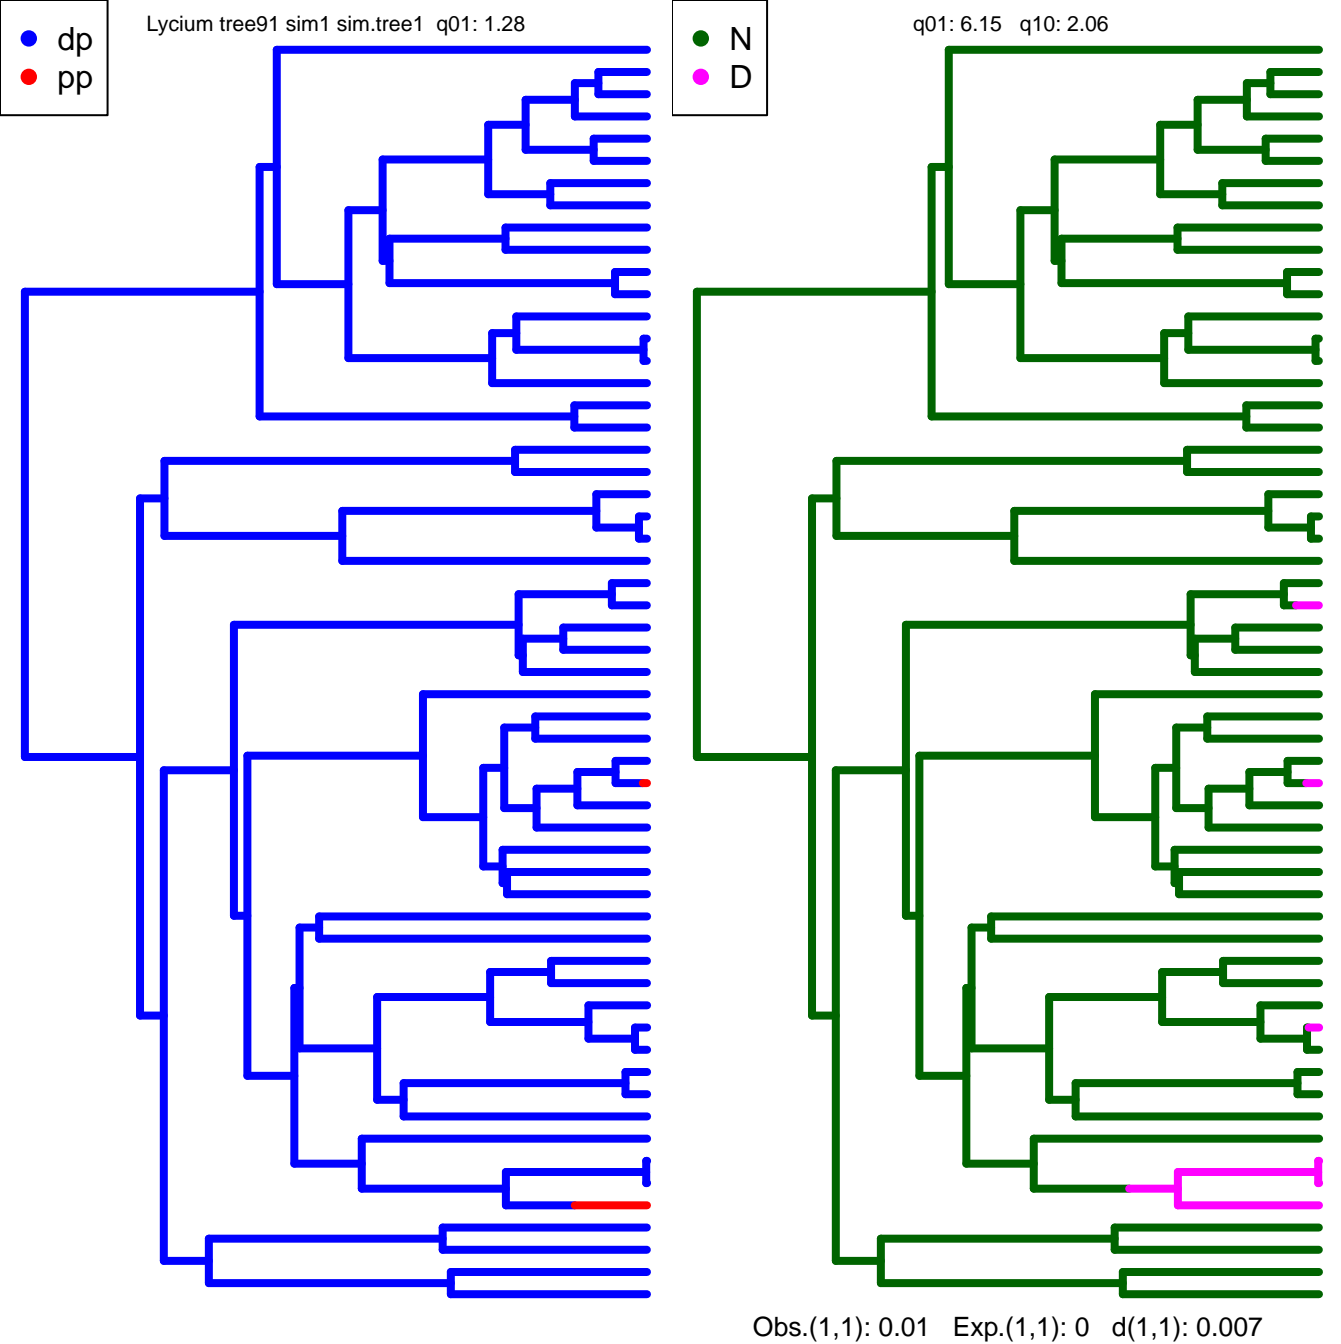 Lycium tree91 sim1 sim.tree1 q01: 1.28
dp
pp
q01: 6.15 q10: 2.06
N
D
Obs.(1,1): 0.01 Exp.(1,1): 0 d(1,1): 0.007